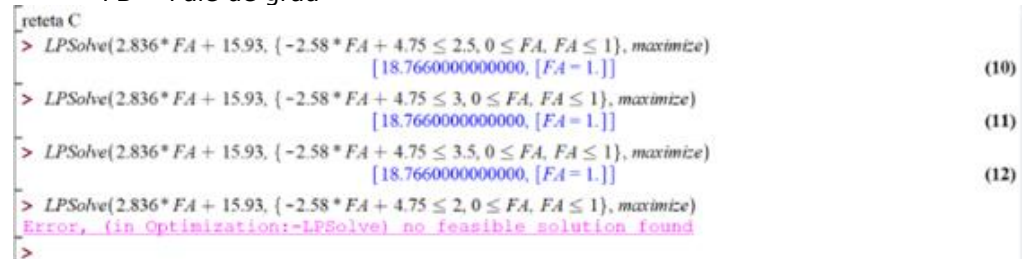 reteta C
> LPSolve(2.836*FA + 15.93, {-2.58*FA + 4.75 ≤ 2.5, 0 ≤ FA, FA ≤ 1}, maximize)
[18.7660000000000, [FA = 1.]] (10)
> LPSolve(2.836*FA + 15.93, {-2.58*FA + 4.75 ≤ 3, 0 ≤ FA, FA ≤ 1}, maximize)
[18.7660000000000, [FA = 1.]] (11)
> LPSolve(2.836*FA + 15.93, {-2.58*FA + 4.75 ≤ 3.5, 0 ≤ FA, FA ≤ 1}, maximize)
[18.7660000000000, [FA = 1.]] (12)
> LPSolve(2.836*FA + 15.93, {-2.58*FA + 4.75 ≤ 2, 0 ≤ FA, FA ≤ 1}, maximize)
Error, (in Optimization:-LPSolve) no feasible solution found
>